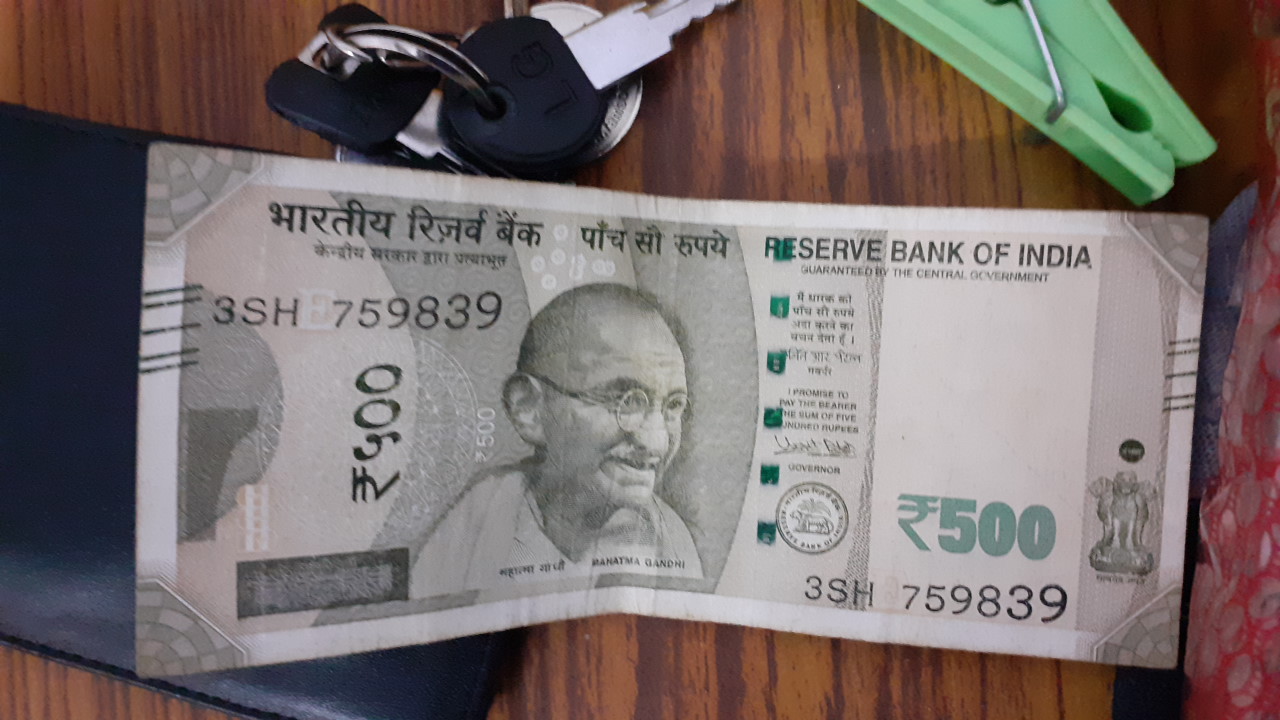 भारतीय रिज़र्व बैंक
केन्द्रीय सरकार द्वारा प्रत्याभूत
पाँच सौ रुपये
RESERVE BANK OF INDIA
GUARANTEED BY THE CENTRAL GOVERNMENT
3SH 759839
₹ ५००
₹500
महात्मा गांधी
MAHATMA GANDHI
मैं धारक को
पाँच सौ रुपये
अदा करने का
वचन देता हूँ ।
गवर्नर
I PROMISE TO
PAY THE BEARER
THE SUM OF FIVE
HUNDRED RUPEES
GOVERNOR
₹500
3SH 759839
LG